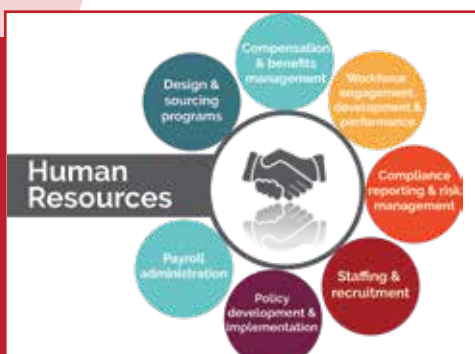 Compensation
& benefits
management
Design &
sourcing
programs
Workforce
engagement,
development &
performance
Human
Resources
Compliance
reporting & risk
management
Payroll
administration
Staffing &
recruitment
Policy
development &
implementation